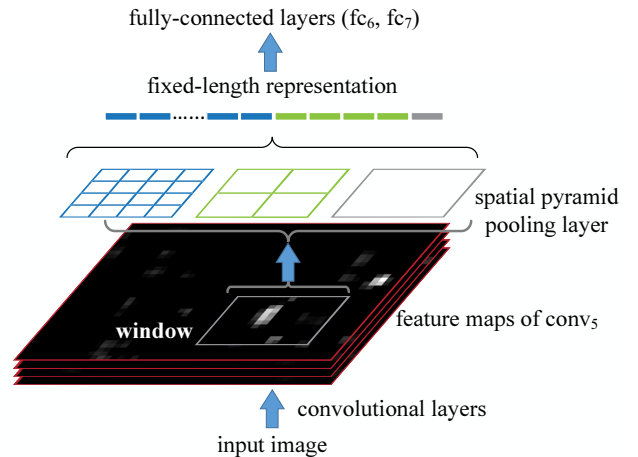 fully-connected layers (fc₆, fc₇)
fixed-length representation
......
spatial pyramid
pooling layer
window
feature maps of conv₅
convolutional layers
input image